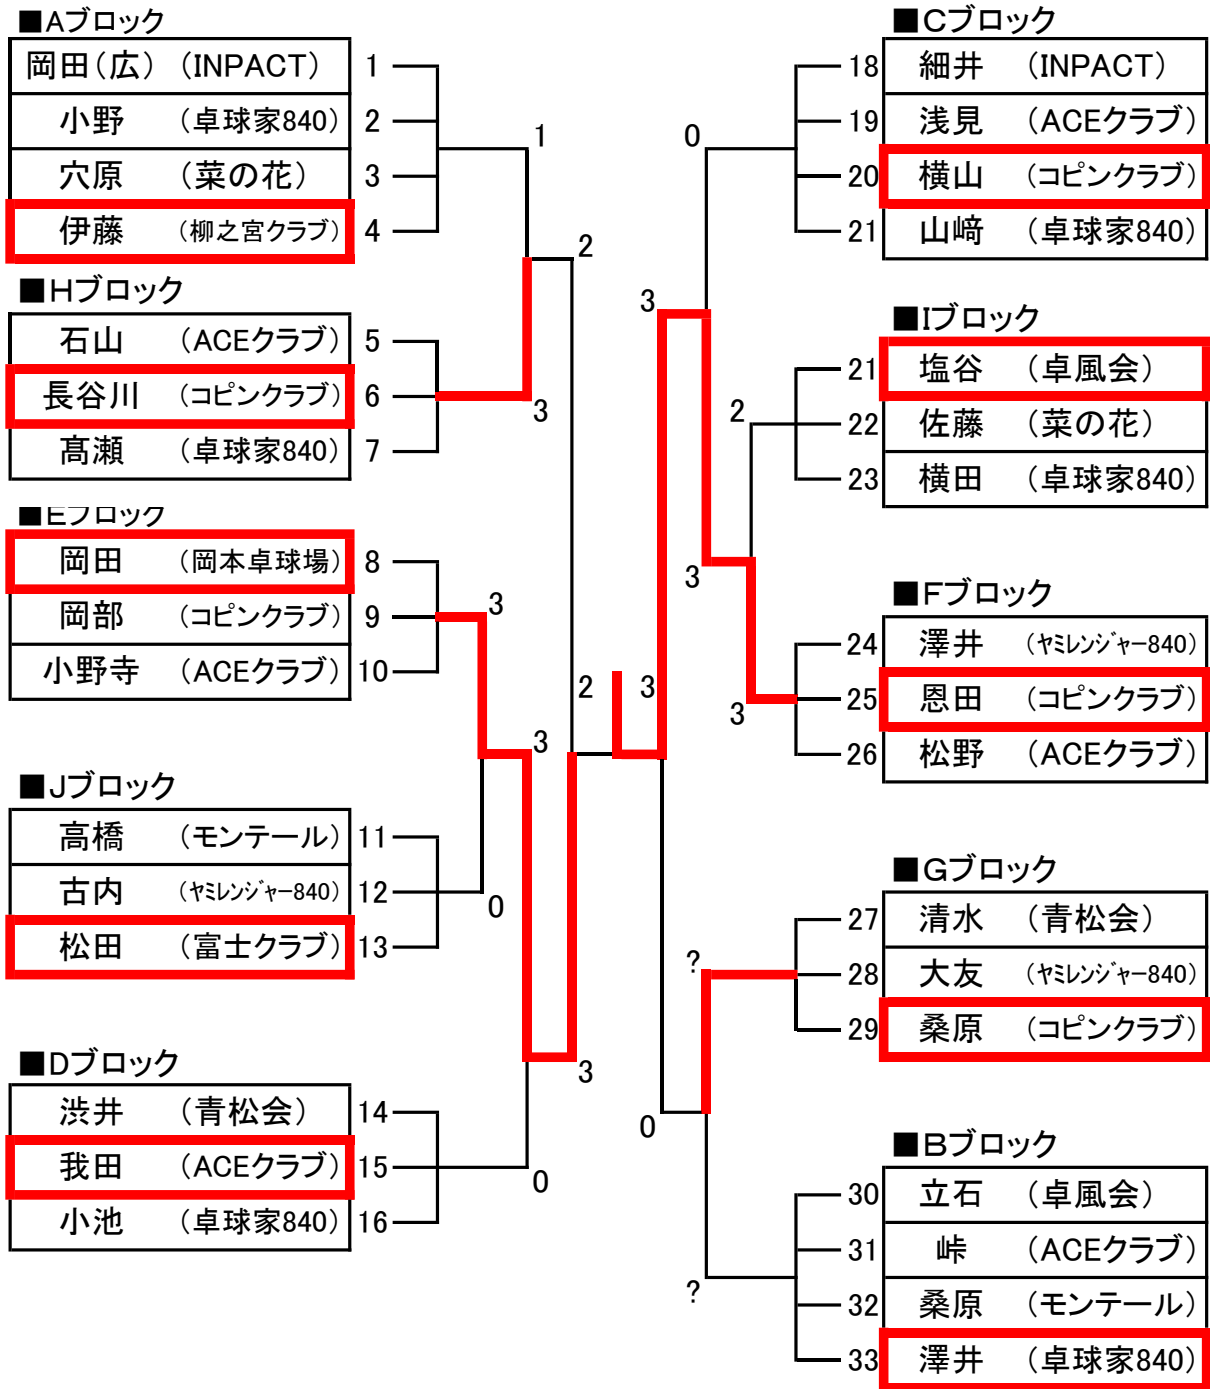 ■Aブロック
岡田(広) (INPACT) 1
小野 (卓球家840) 2
穴原 (菜の花) 3
伊藤 (柳之宮クラブ) 4
1
2
■Hブロック
石山 (ACEクラブ) 5
長谷川 (コピンクラブ) 6
髙瀬 (卓球家840) 7
3
■Eブロック
岡田 (岡本卓球場) 8
岡部 (コピンクラブ) 9
小野寺 (ACEクラブ) 10
3
2
3
■Jブロック
高橋 (モンテール) 11
古内 (ヤミレンジャー840) 12
松田 (富士クラブ) 13
0
■Dブロック
渋井 (青松会) 14
我田 (ACEクラブ) 15
小池 (卓球家840) 16
3
0
■Cブロック
18 細井 (INPACT)
19 浅見 (ACEクラブ)
20 横山 (コピンクラブ)
21 山﨑 (卓球家840)
0
3
■Iブロック
21 塩谷 (卓風会)
22 佐藤 (菜の花)
23 横田 (卓球家840)
2
3
■Fブロック
24 澤井 (ヤミレンジャー840)
25 恩田 (コピンクラブ)
26 松野 (ACEクラブ)
3
3
■Gブロック
27 清水 (青松会)
28 大友 (ヤミレンジャー840)
29 桑原 (コピンクラブ)
?
0
■Bブロック
30 立石 (卓風会)
31 峠 (ACEクラブ)
32 桑原 (モンテール)
33 澤井 (卓球家840)
?